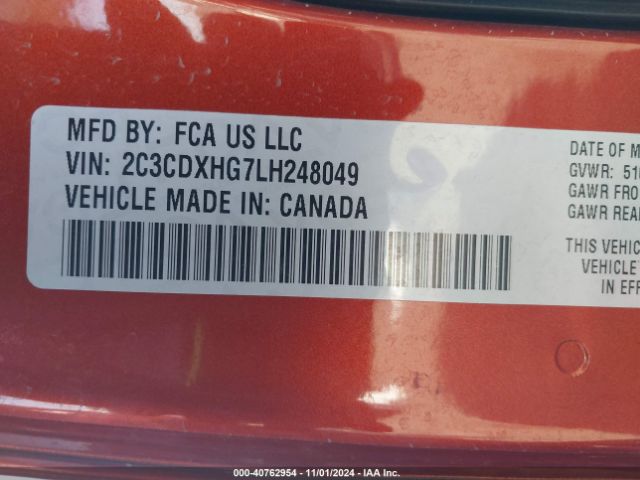 MFD BY: FCA US LLC
VIN: 2C3CDXHG7LH248049
VEHICLE MADE IN: CANADA
DATE OF M
GVWR: 51
GAWR FRO
GAWR REA
THIS VEHIC
VEHICLE
IN EFF
000-40762954 - 11/01/2024 - IAA Inc.